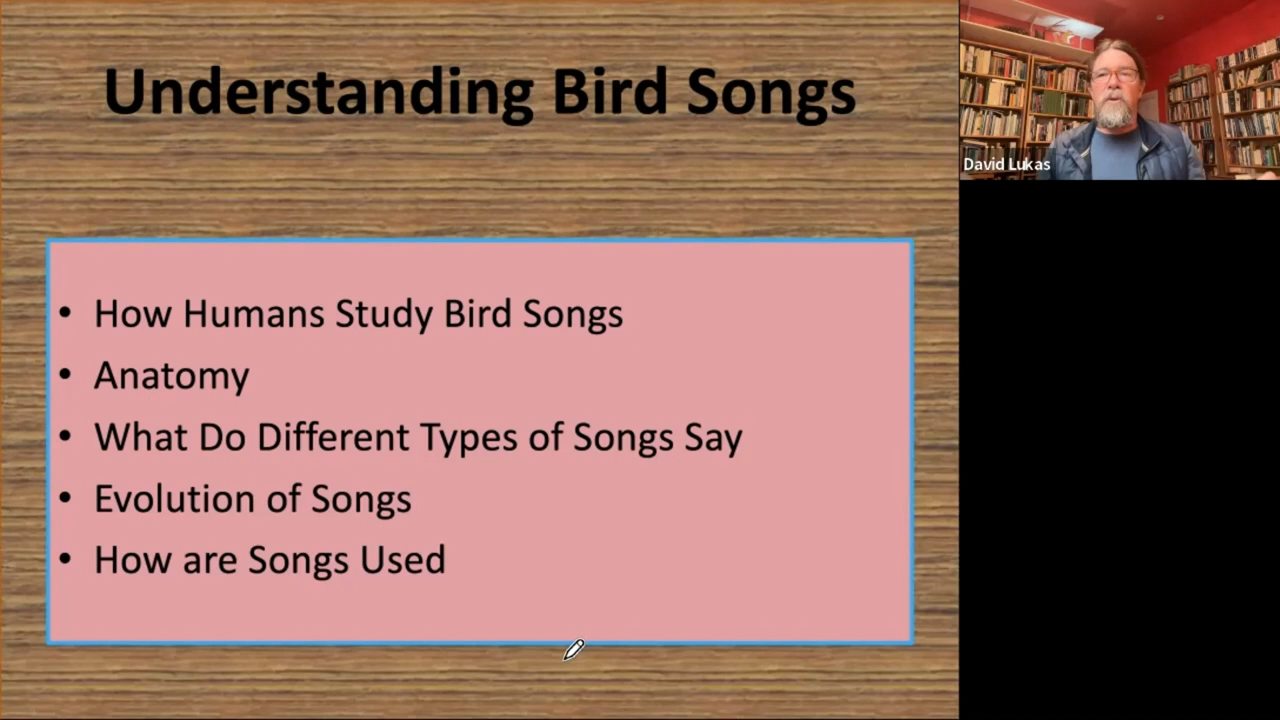 Understanding Bird Songs
• How Humans Study Bird Songs
• Anatomy
• What Do Different Types of Songs Say
• Evolution of Songs
• How are Songs Used
David Lukas